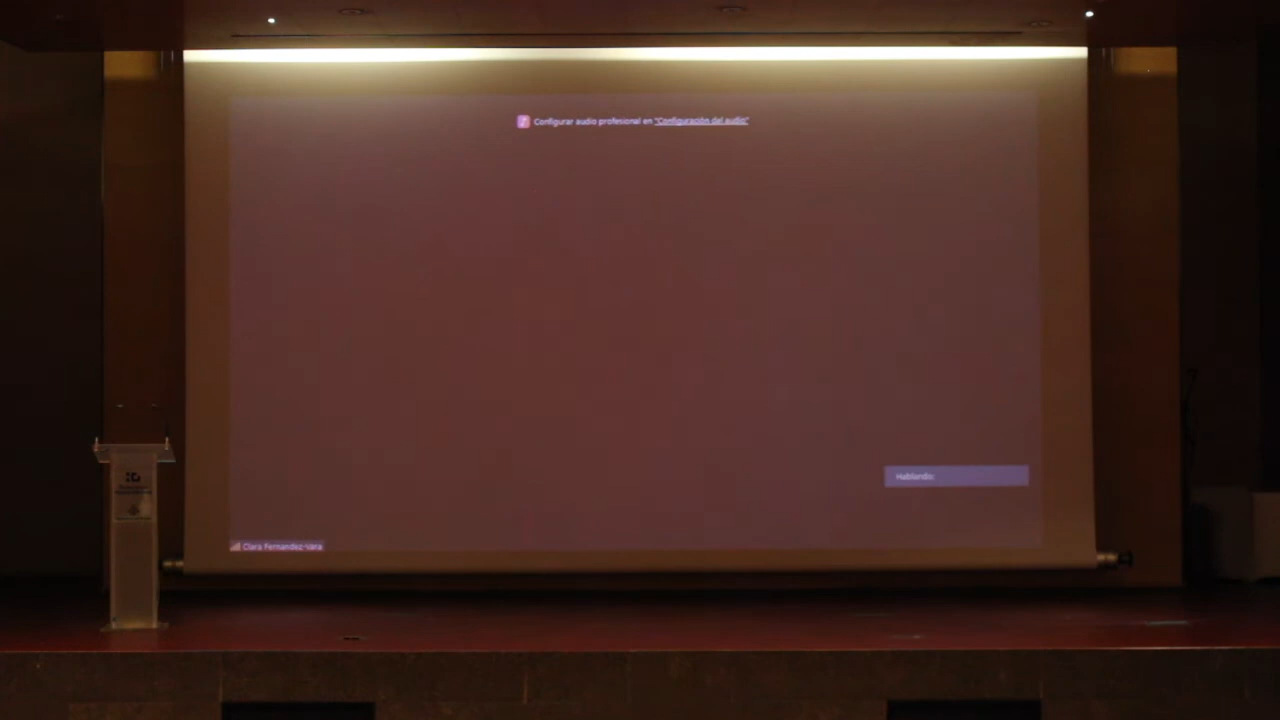 Configurar audio profesional en "Configuración del audio"
Hablando:
Clara Fernandez-Vara